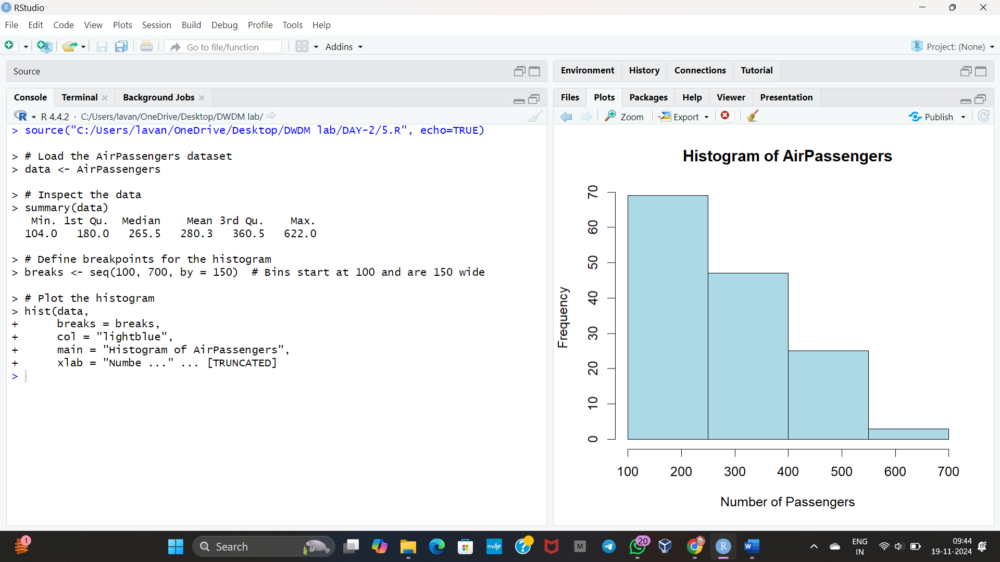 RStudio
File Edit Code View Plots Session Build Debug Profile Tools Help
Go to file/function
Addins
Project: (None)
Source
Environment History Connections Tutorial
Console Terminal Background Jobs
Files Plots Packages Help Viewer Presentation
R 4.4.2 · C:/Users/lavan/OneDrive/Desktop/DWDM lab/
Zoom Export Publish
> source("C:/Users/lavan/OneDrive/Desktop/DWDM lab/DAY-2/5.R", echo=TRUE)
> # Load the AirPassengers dataset
> data <- AirPassengers
> # Inspect the data
> summary(data)
Min. 1st Qu. Median Mean 3rd Qu. Max.
104.0 180.0 265.5 280.3 360.5 622.0
> # Define breakpoints for the histogram
> breaks <- seq(100, 700, by = 150) # Bins start at 100 and are 150 wide
> # Plot the histogram
> hist(data,
+ breaks = breaks,
+ col = "lightblue",
+ main = "Histogram of AirPassengers",
+ xlab = "Numbe ..." ... [TRUNCATED]
>
Histogram of AirPassengers
70
60
50
40
30
20
10
0
Frequency
100 200 300 400 500 600 700
Number of Passengers
1
Search
myhp
M
20
R
W
ENG
IN
09:44
19-11-2024